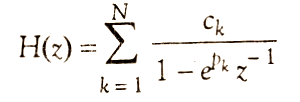 H(z) = \sum_{k=1}^{N} \frac{c_k}{1 - e^{p_k} z^{-1}}